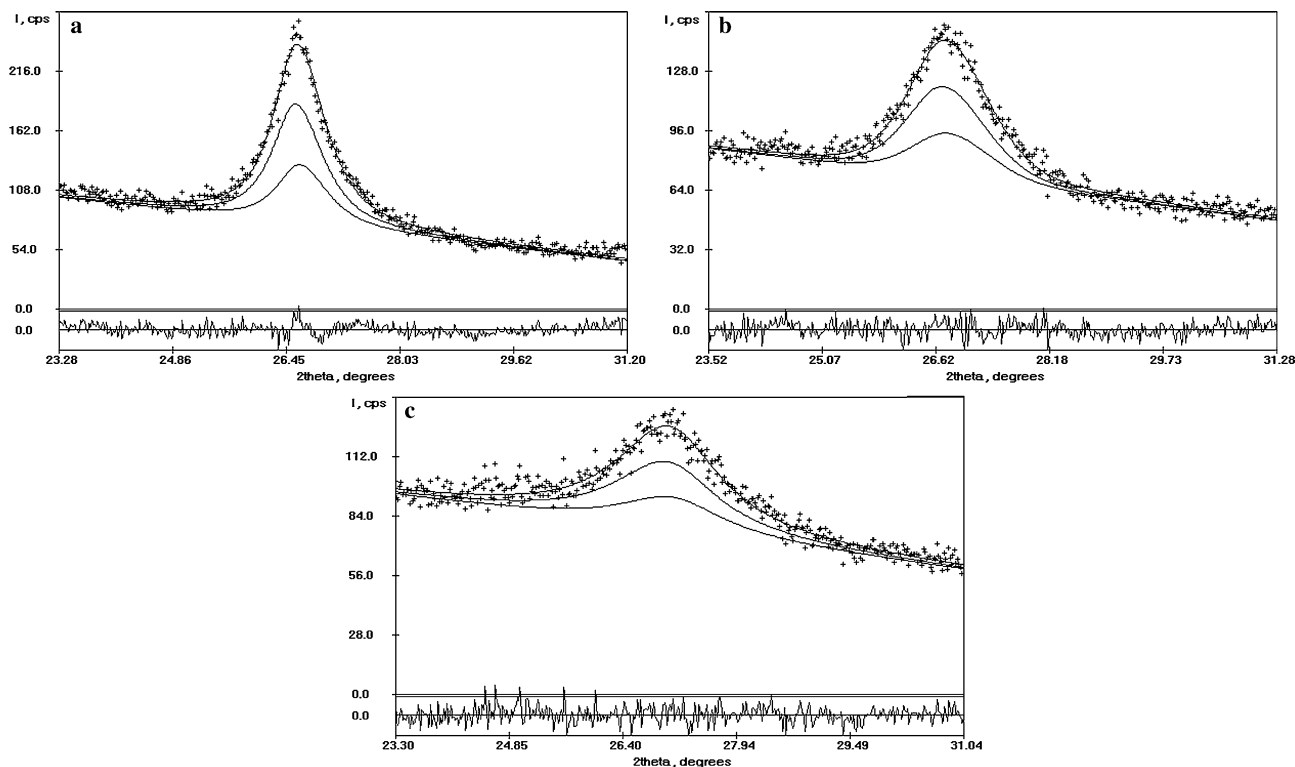 I, cps
a
216.0
162.0
108.0
54.0
0.0
0.0
23.28 24.86 26.45 28.03 29.62 31.20
2theta, degrees
I, cps
b
128.0
96.0
64.0
32.0
0.0
0.0
23.52 25.07 26.62 28.18 29.73 31.28
2theta, degrees
I, cps
c
112.0
84.0
56.0
28.0
0.0
0.0
23.30 24.85 26.40 27.94 29.49 31.04
2theta, degrees